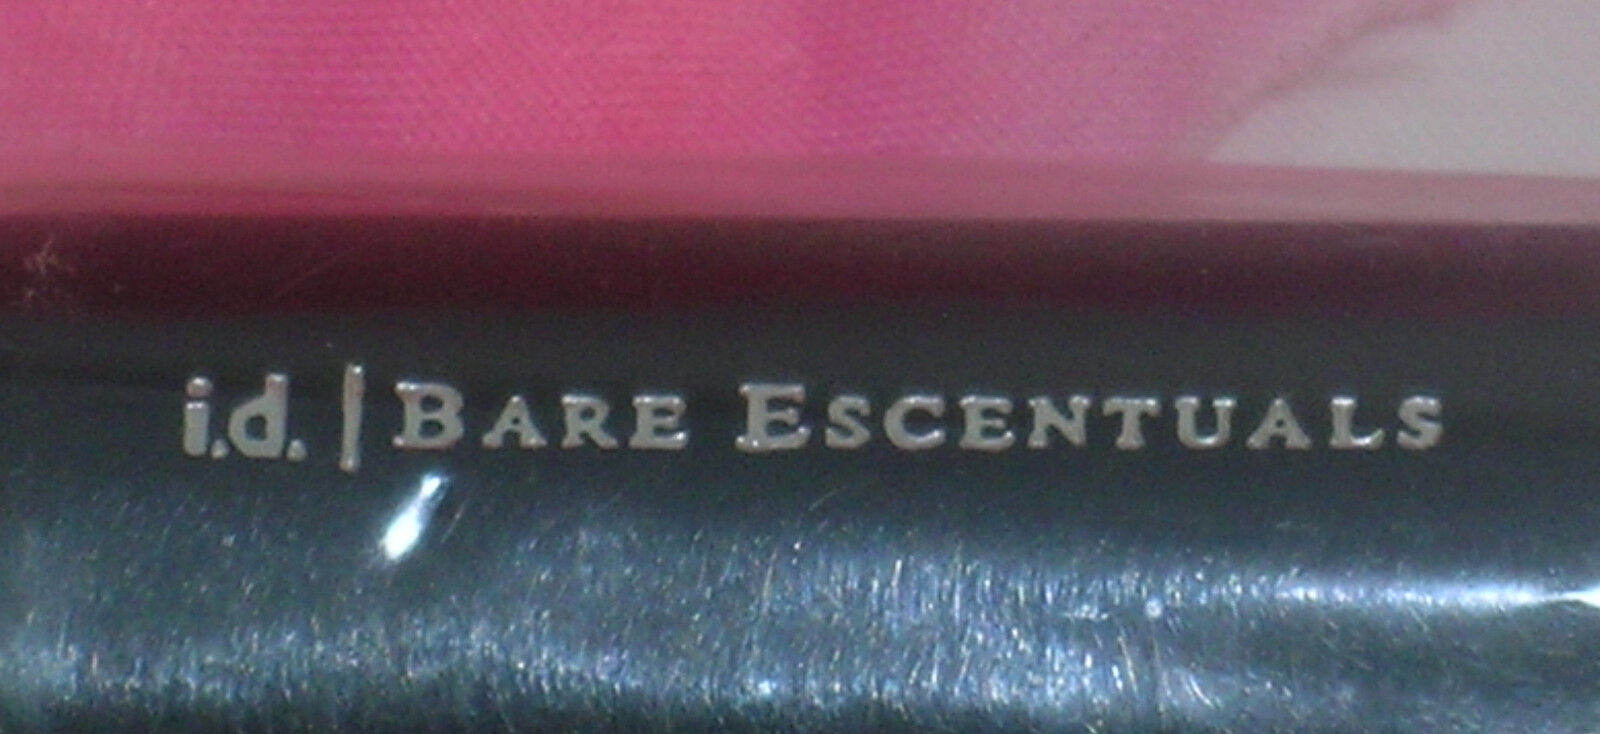 i.d. | BARE ESCENTUALS